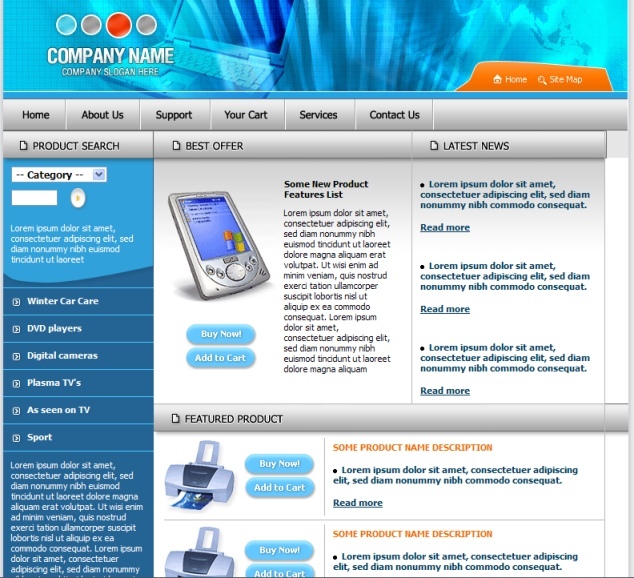 COMPANY NAME
COMPANY SLOGAN HERE
Home
Site Map
Home
About Us
Support
Your Cart
Services
Contact Us
PRODUCT SEARCH
-- Category --
Lorem ipsum dolor sit amet,
consectetuer adipiscing elit, sed
diam nonummy nibh euismod
tincidunt ut laoreet
Winter Car Care
DVD players
Digital cameras
Plasma TV's
As seen on TV
Sport
Lorem ipsum dolor sit amet,
consectetuer adipiscing elit, sed
diam nonummy nibh euismod
tincidunt ut laoreet dolore magna
aliquam erat volutpat. Ut wisi enim
ad minim veniam, quis nostrud
exerci tation ullamcorper suscipit
lobortis nisl ut aliquip ex ea
commodo consequat. Lorem
ipsum dolor sit amet,
consectetuer adipiscing elit, sed
BEST OFFER
Some New Product
Features List
Lorem ipsum dolor sit amet,
consectetuer adipiscing elit, sed
diam nonummy nibh euismod
tincidunt ut laoreet
dolore magna aliquam erat
volutpat. Ut wisi enim ad
minim veniam, quis nostrud
exerci tation ullamcorper
suscipit lobortis nisl ut
aliquip ex ea commodo
consequat. Lorem ipsum
dolor sit amet,
consectetuer adipiscing elit, sed
diam nonummy nibh euismod
tincidunt ut laoreet dolore
magna aliquam
Buy Now!
Add to Cart
LATEST NEWS
Lorem ipsum dolor sit amet,
consectetuer adipiscing elit, sed diam
nonummy nibh commodo consequat.
Read more
Lorem ipsum dolor sit amet,
consectetuer adipiscing elit, sed diam
nonummy nibh commodo consequat.
Read more
Lorem ipsum dolor sit amet,
consectetuer adipiscing elit, sed diam
nonummy nibh commodo consequat.
Read more
FEATURED PRODUCT
Buy Now!
Add to Cart
SOME PRODUCT NAME DESCRIPTION
Lorem ipsum dolor sit amet, consectetuer adipiscing
elit, sed diam nonummy nibh commodo consequat.
Read more
Buy Now!
Add to Cart
SOME PRODUCT NAME DESCRIPTION
Lorem ipsum dolor sit amet, consectetuer adipiscing
elit, sed diam nonummy nibh commodo consequat.